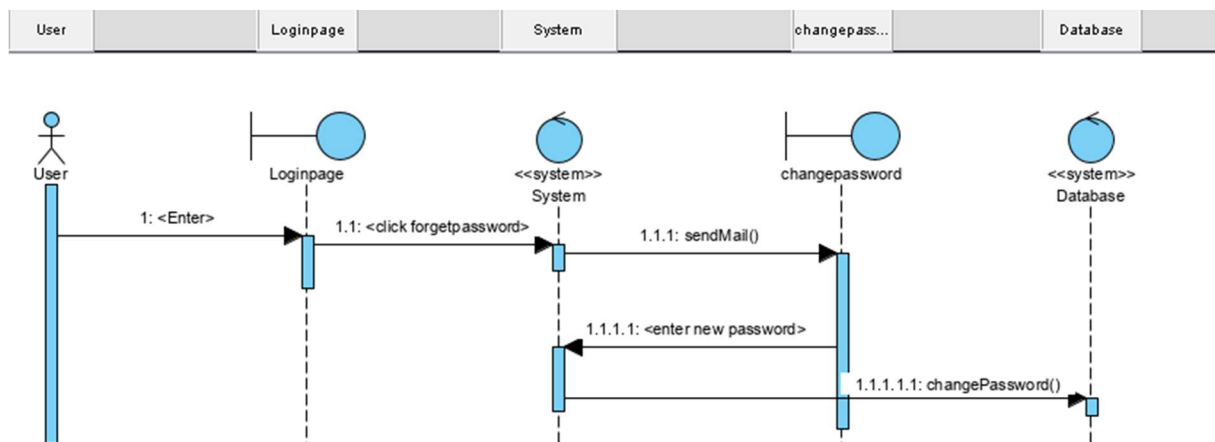 User
Loginpage
System
changepass...
Database
User
Loginpage
<<system>>
System
changepassword
<<system>>
Database
1: <Enter>
1.1: <click forgetpassword>
1.1.1: sendMail()
1.1.1.1: <enter new password>
1.1.1.1.1: changePassword()